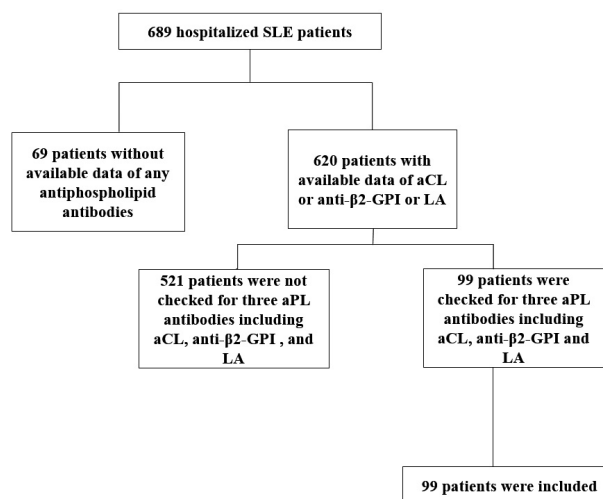 689 hospitalized SLE patients
69 patients without
available data of any
antiphospholipid
antibodies
620 patients with
available data of aCL
or anti-β2-GPI or LA
521 patients were not
checked for three aPL
antibodies including
aCL, anti-β2-GPI , and
LA
99 patients were
checked for three aPL
antibodies including
aCL, anti-β2-GPI and
LA
99 patients were included